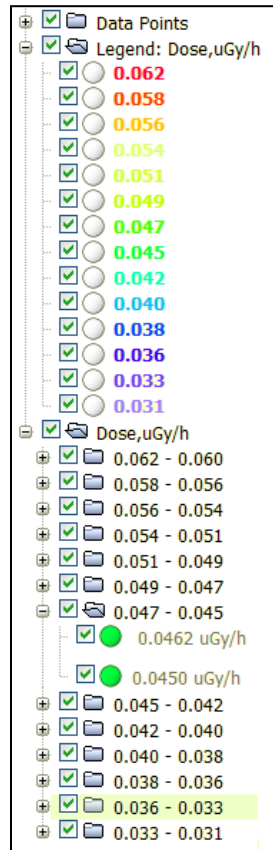 Data Points
Legend: Dose,uGy/h
0.062
0.058
0.056
0.054
0.051
0.049
0.047
0.045
0.042
0.040
0.038
0.036
0.033
0.031
Dose,uGy/h
0.062 - 0.060
0.058 - 0.056
0.056 - 0.054
0.054 - 0.051
0.051 - 0.049
0.049 - 0.047
0.047 - 0.045
0.0462 uGy/h
0.0450 uGy/h
0.045 - 0.042
0.042 - 0.040
0.040 - 0.038
0.038 - 0.036
0.036 - 0.033
0.033 - 0.031